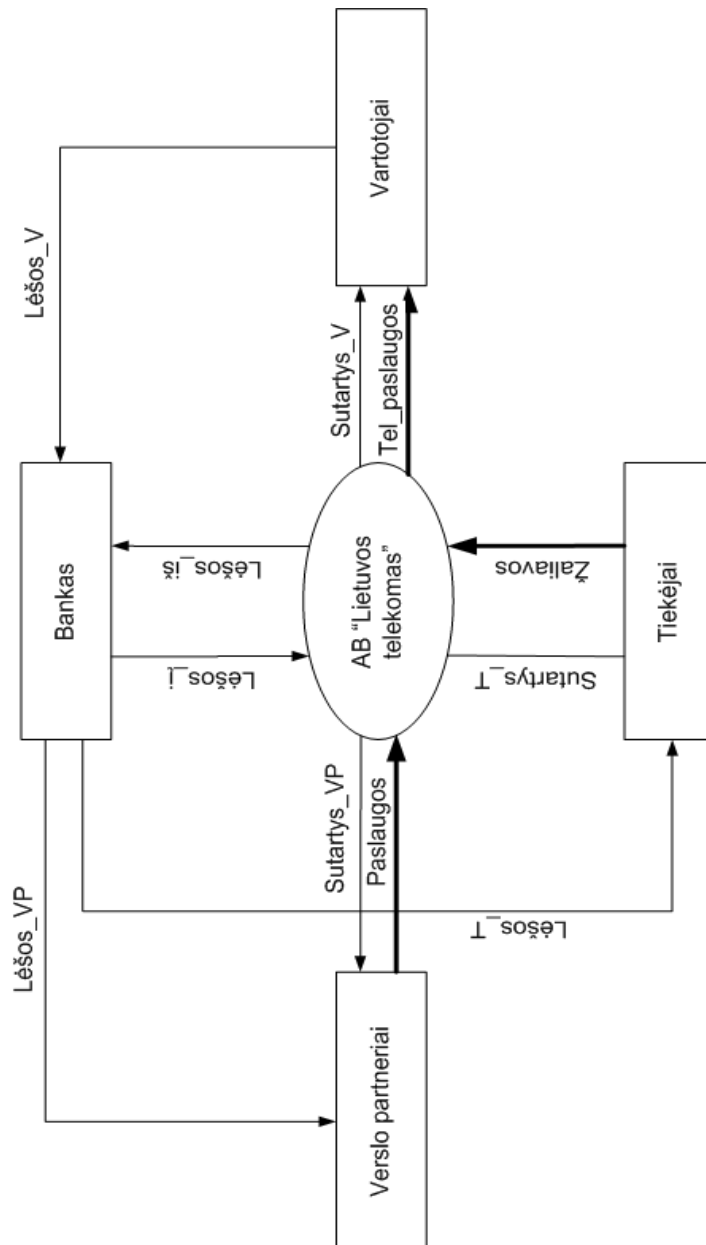 Lėšos_VP
Lėšos_V
Bankas
Lėšos_į
Lėšos_iš
Verslo partneriai
Sutartys_VP
Paslaugos
AB “Lietuvos
telekomas”
Sutartys_V
Tel_paslaugos
Vartotojai
Lėšos_T
Sutartys_T
Žaliavos
Tiekėjai